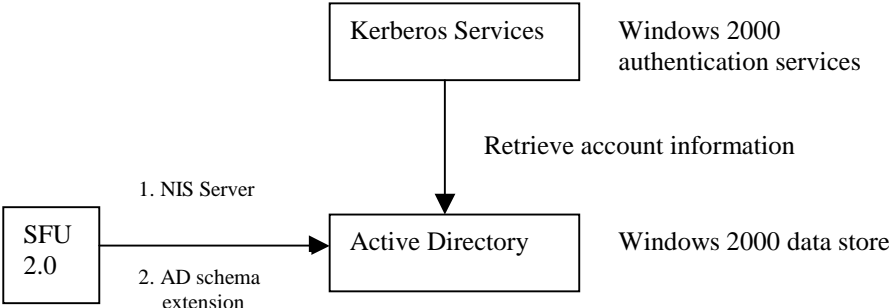 Kerberos Services
Windows 2000
authentication services
Retrieve account information
1. NIS Server
SFU
2.0
Active Directory
Windows 2000 data store
2. AD schema
extension